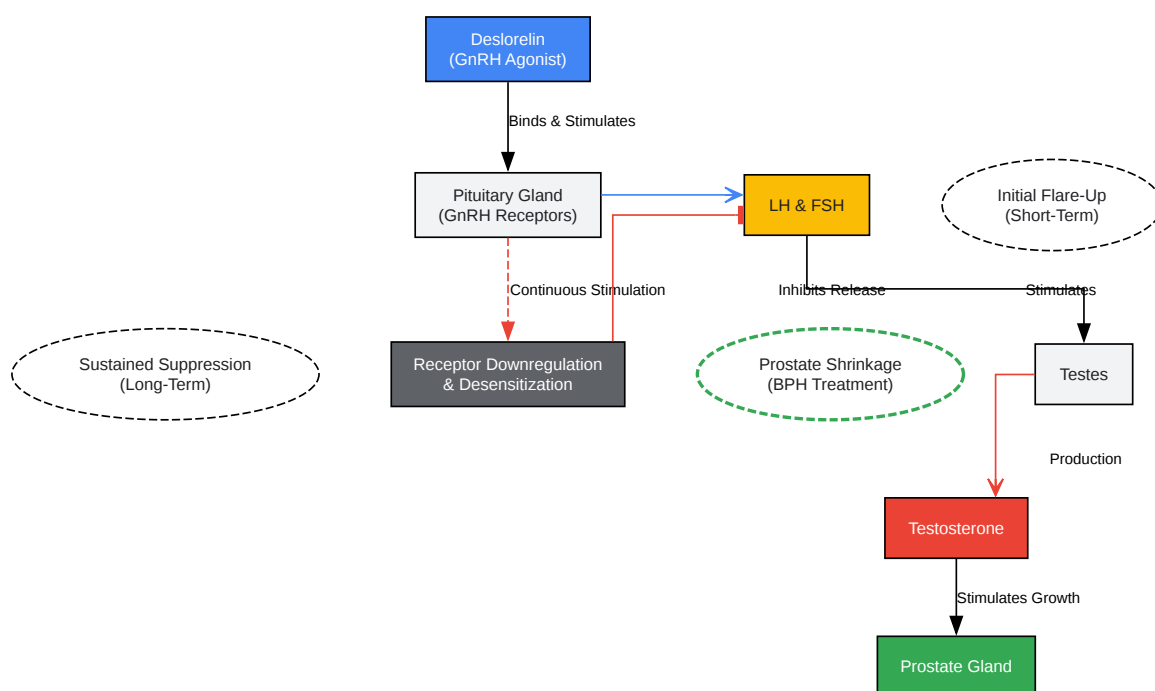 Deslorelin
(GnRH Agonist)
Binds & Stimulates
Pituitary Gland
(GnRH Receptors)
LH & FSH
Initial Flare-Up
(Short-Term)
Continuous Stimulation
Inhibits Release
Stimulates
Sustained Suppression
(Long-Term)
Receptor Downregulation
& Desensitization
Prostate Shrinkage
(BPH Treatment)
Testes
Production
Testosterone
Stimulates Growth
Prostate Gland